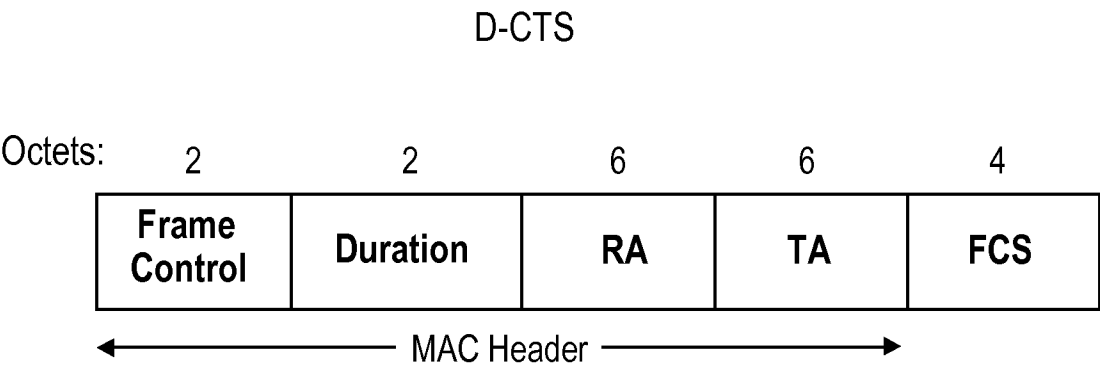 D-CTS
Octets: 2 2 6 6 4
Frame Control Duration RA TA FCS
MAC Header